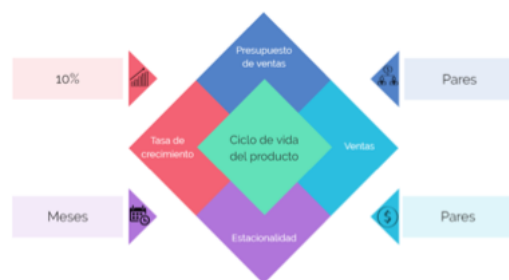 Presupuesto
de ventas
10%
Pares
Tasa de
crecimiento
Ciclo de vida
del producto
Ventas
Meses
Pares
Estacionalidad